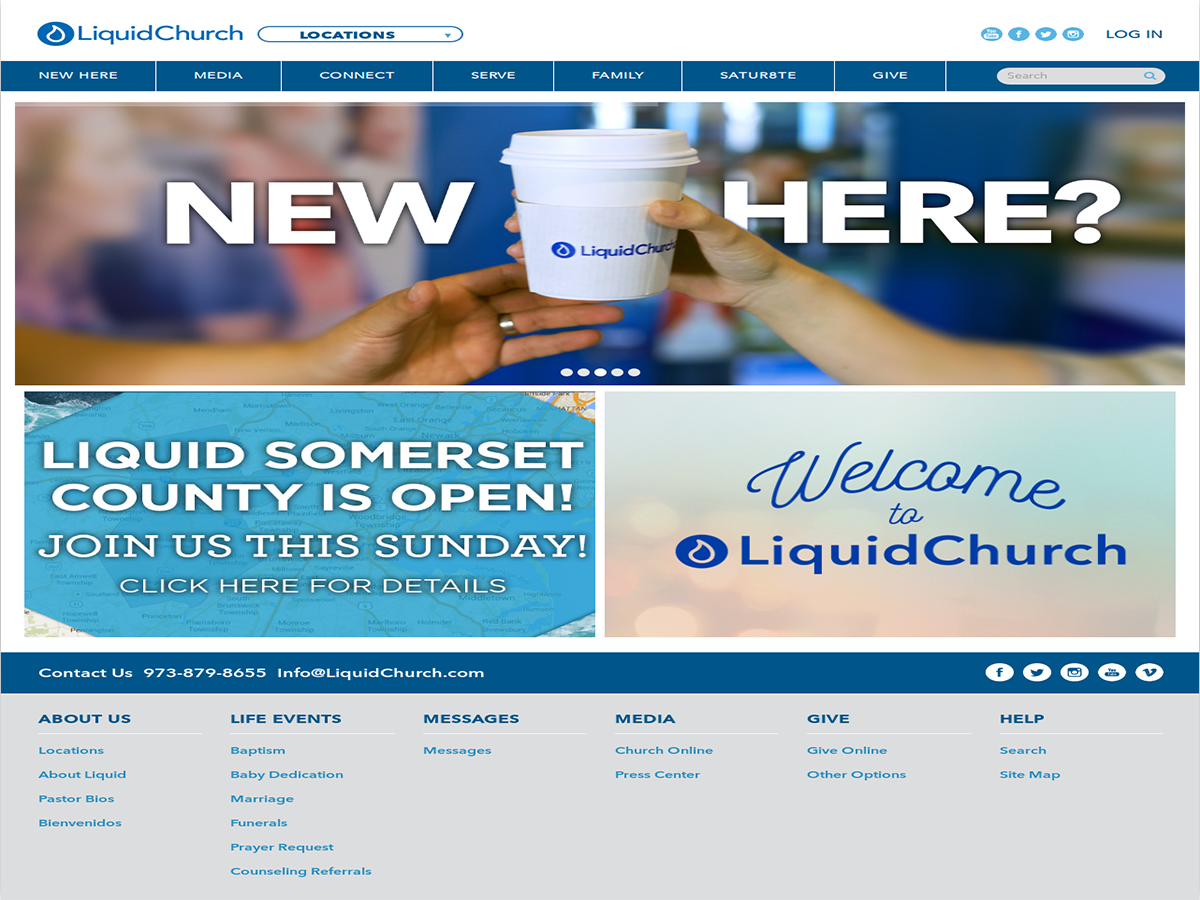 LiquidChurch
LOCATIONS
LOG IN
NEW HERE
MEDIA
CONNECT
SERVE
FAMILY
SATUR8TE
GIVE
Search
NEW HERE?
LiquidChurch
LIQUID SOMERSET
COUNTY IS OPEN!
JOIN US THIS SUNDAY!
CLICK HERE FOR DETAILS
Welcome
to
LiquidChurch
Contact Us 973-879-8655 Info@LiquidChurch.com
ABOUT US
Locations
About Liquid
Pastor Bios
Bienvenidos
LIFE EVENTS
Baptism
Baby Dedication
Marriage
Funerals
Prayer Request
Counseling Referrals
MESSAGES
Messages
MEDIA
Church Online
Press Center
GIVE
Give Online
Other Options
HELP
Search
Site Map